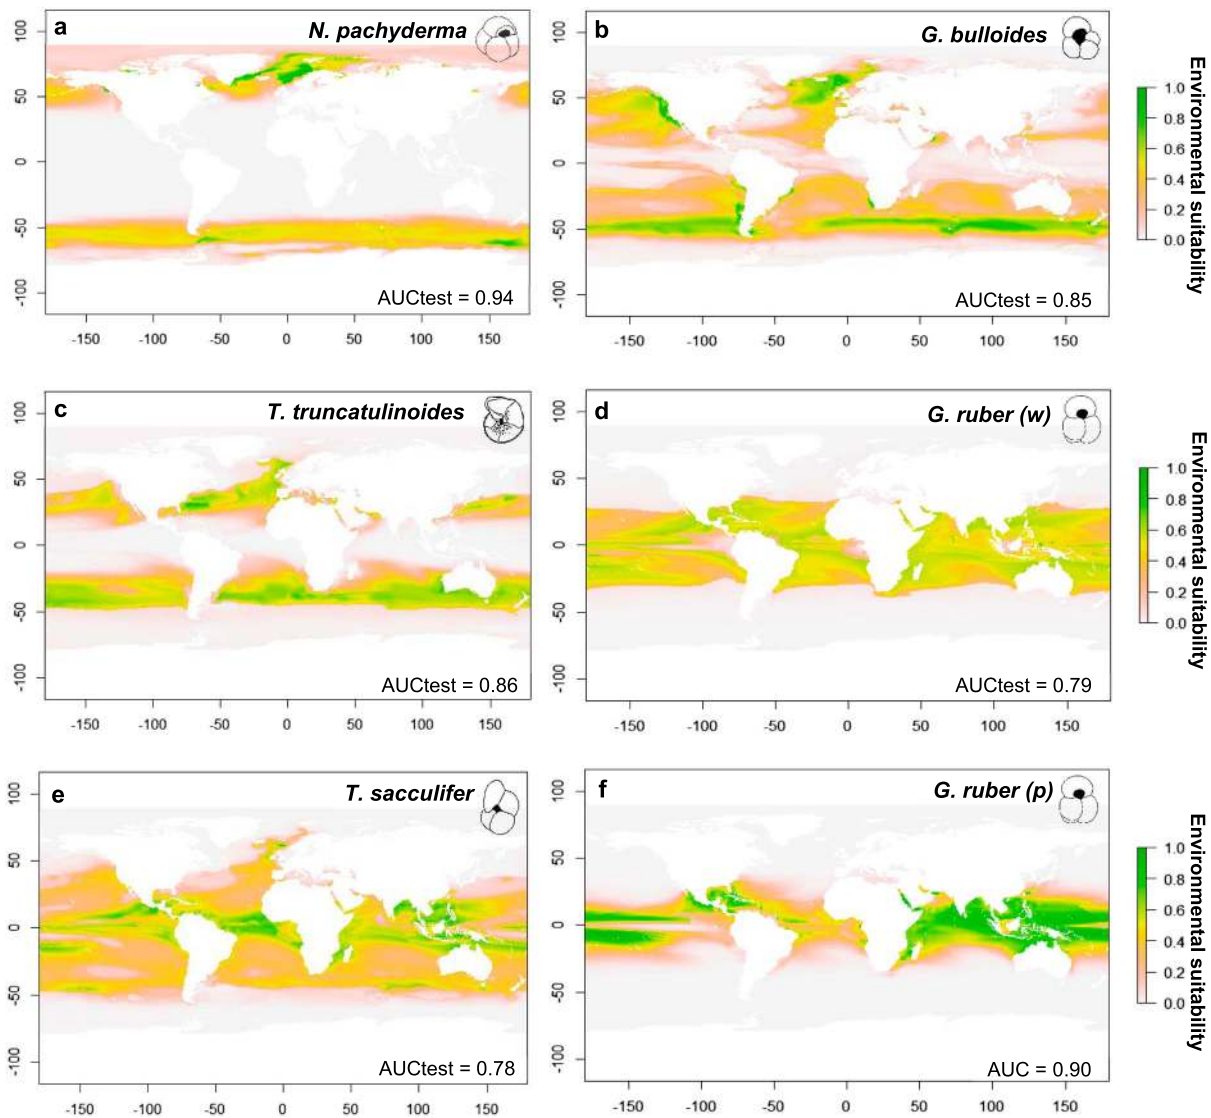 a
N. pachyderma
100
50
0
-50
-100
AUCtest = 0.94
-150 -100 -50 0 50 100 150
b
G. bulloides
100
50
0
-50
-100
AUCtest = 0.85
-150 -100 -50 0 50 100 150
1.0
0.8
0.6
0.4
0.2
0.0
Environmental suitability
c
T. truncatulinoides
100
50
0
-50
-100
AUCtest = 0.86
-150 -100 -50 0 50 100 150
d
G. ruber (w)
100
50
0
-50
-100
AUCtest = 0.79
-150 -100 -50 0 50 100 150
1.0
0.8
0.6
0.4
0.2
0.0
Environmental suitability
e
T. sacculifer
100
50
0
-50
-100
AUCtest = 0.78
-150 -100 -50 0 50 100 150
f
G. ruber (p)
100
50
0
-50
-100
AUC = 0.90
-150 -100 -50 0 50 100 150
1.0
0.8
0.6
0.4
0.2
0.0
Environmental suitability